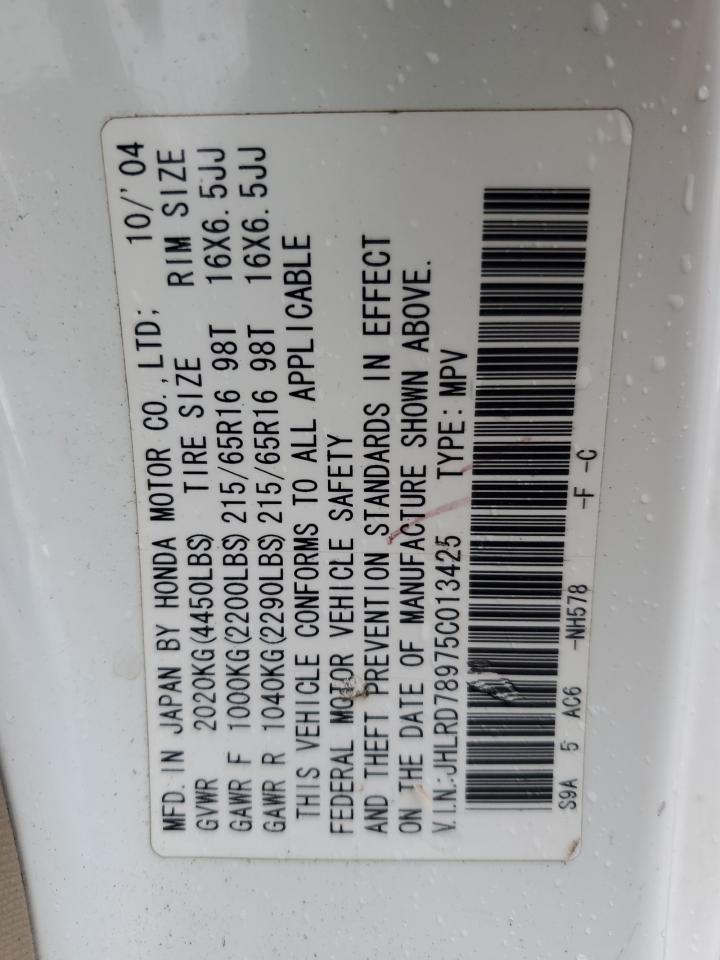 MFD. IN JAPAN BY HONDA MOTOR CO.,LTD; 10/'04
GVWR 2020KG(4450LBS) TIRE SIZE RIM SIZE
GAWR F 1000KG(2200LBS) 215/65R16 98T 16X6.5JJ
GAWR R 1040KG(2290LBS) 215/65R16 98T 16X6.5JJ
THIS VEHICLE CONFORMS TO ALL APPLICABLE
FEDERAL MOTOR VEHICLE SAFETY
AND THEFT PREVENTION STANDARDS IN EFFECT
ON THE DATE OF MANUFACTURE SHOWN ABOVE.
V.I.N.:JHLRD78975C013425 TYPE: MPV
S9A 5 AC6 -NH578 -F -C